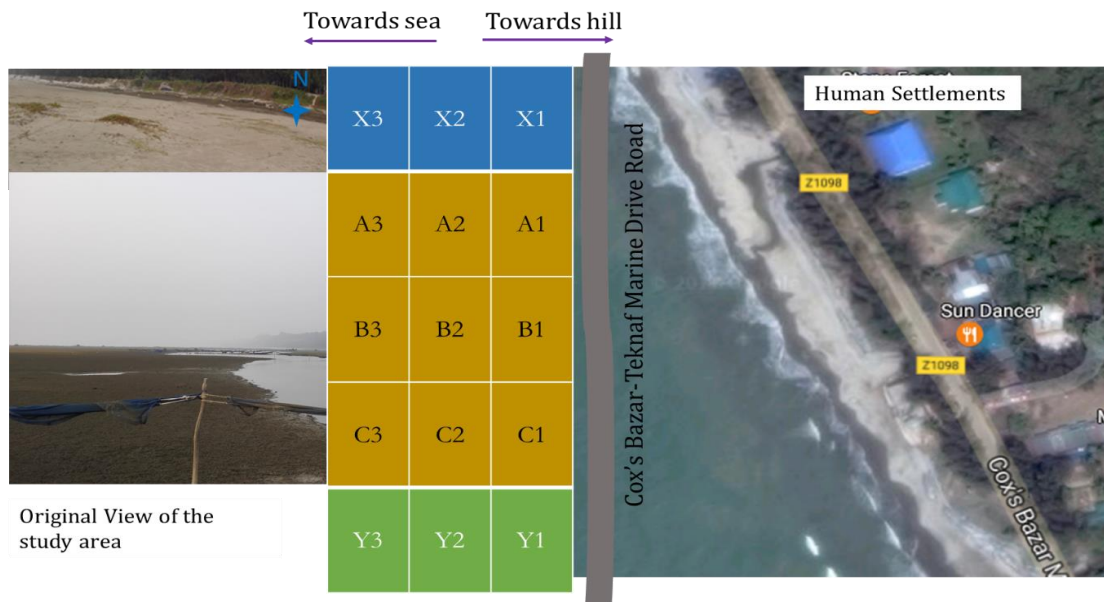 Towards sea
Towards hill
N
X3 X2 X1
A3 A2 A1
B3 B2 B1
C3 C2 C1
Y3 Y2 Y1
Original View of the
study area
Cox's Bazar-Teknaf Marine Drive Road
Human Settlements
Z1098
Sun Dancer
Z1098
Cox's Bazar M
M